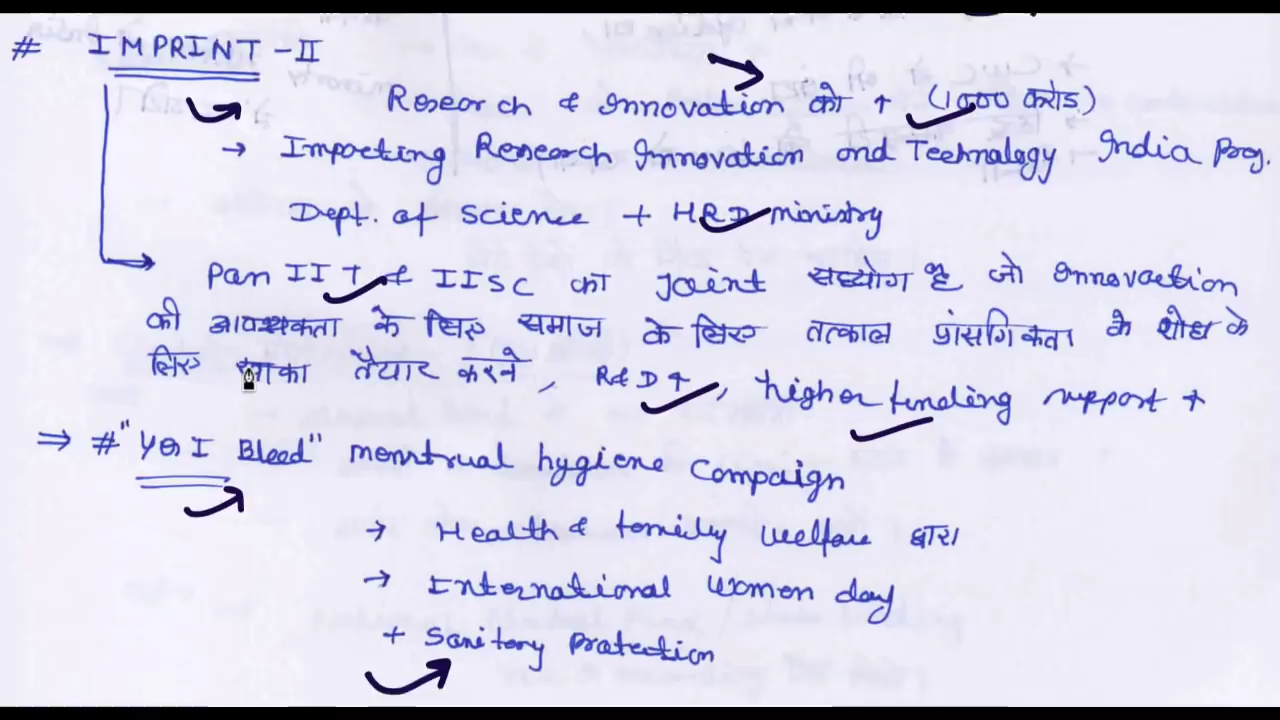 # IMPRINT-II
Research & Innovation को ↑ (1000 करोड)
→ Impacting Research Innovation and Technology India Prog.
Dept. of Science + HRD ministry
Pan IIT & IISC का Joint सहयोग है जो Innovation
की आवश्यकता के लिए समाज के लिए तत्काल प्रांसगिकता के शोध के
लिए खाका तैयार करने, R&D↑, higher funding support +
⇒ #"Yes I Bleed" menstrual hygiene Campaign
→ Health & family Welfare द्वारा
→ International Women day
+ Sanitary Protection